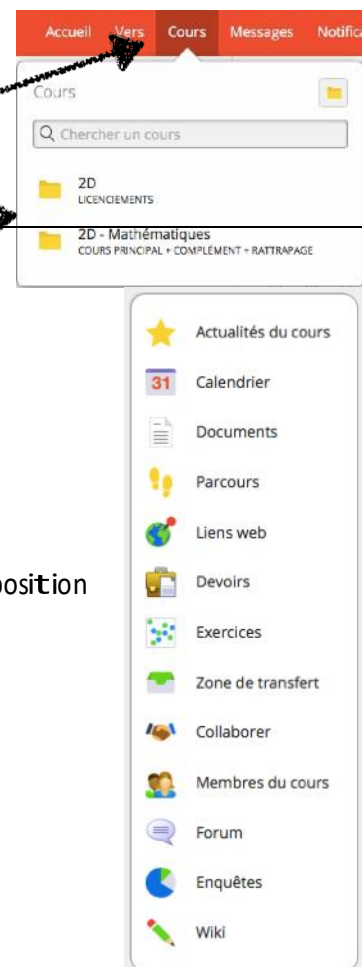 Accueil Vers Cours Messages Notifica
Cours
Chercher un cours
2D
LICENCIEMENTS
2D - Mathématiques
COURS PRINCIPAL + COMPLÉMENT + RATTRAPAGE
Actualités du cours
31 Calendrier
Documents
Parcours
Liens web
position
Devoirs
Exercices
Zone de transfert
Collaborer
Membres du cours
Forum
Enquêtes
Wiki